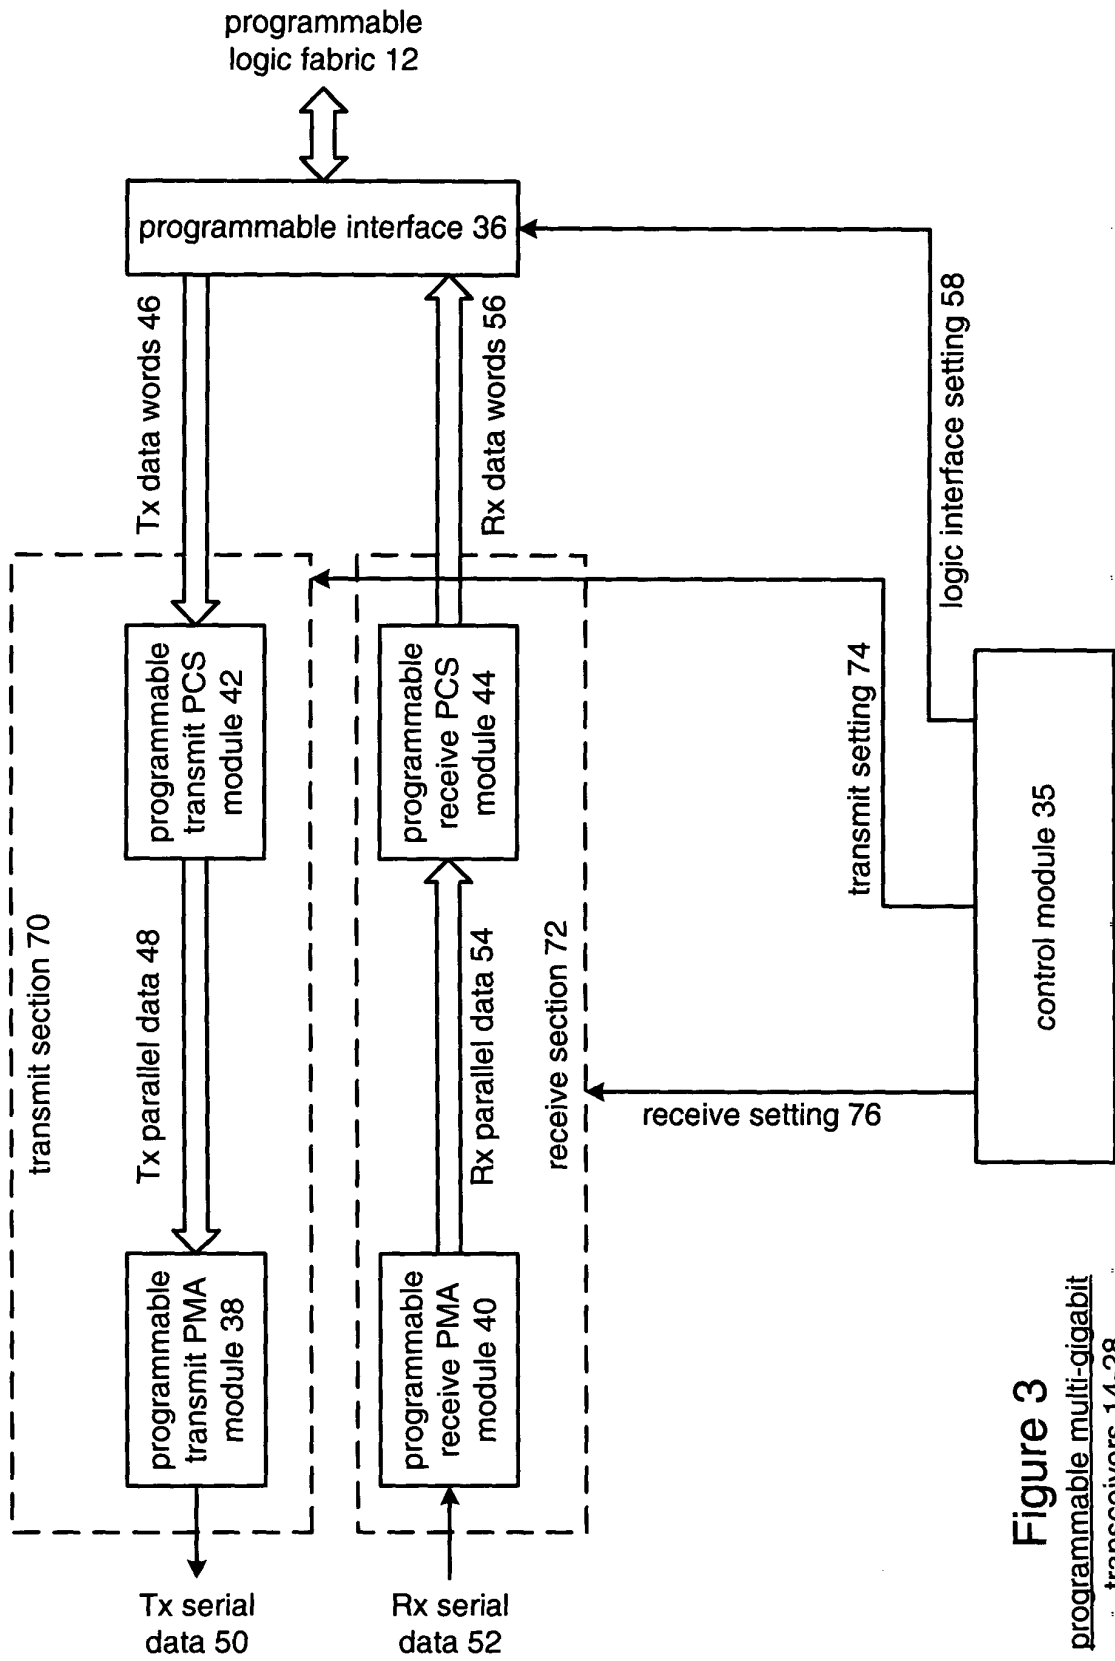 programmable
logic fabric 12
programmable interface 36
Tx data words 46
Rx data words 56
logic interface setting 58
programmable
transmit PCS
module 42
programmable
receive PCS
module 44
transmit setting 74
transmit section 70
Tx parallel data 48
Rx parallel data 54
receive section 72
receive setting 76
control module 35
programmable
transmit PMA
module 38
programmable
receive PMA
module 40
Tx serial
data 50
Rx serial
data 52
Figure 3
programmable multi-gigabit
transceivers 14-28